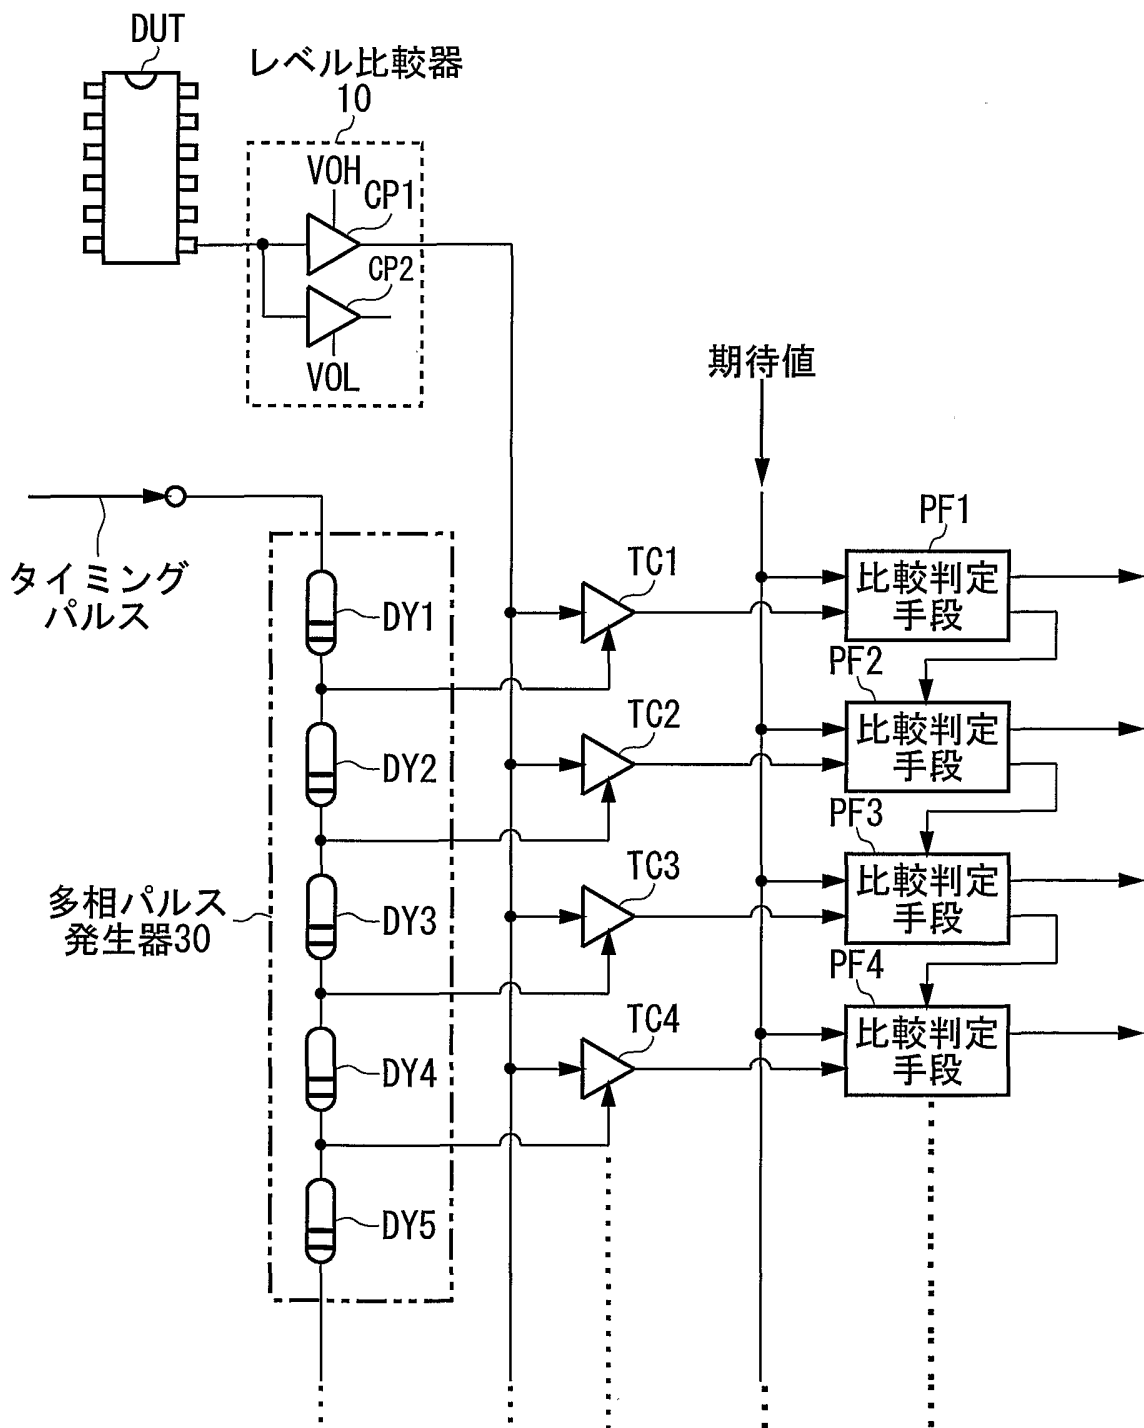 DUT
レベル比較器
10
VOH
CP1
CP2
VOL
期待値
タイミング
パルス
多相パルス
発生器30
DY1
DY2
DY3
DY4
DY5
TC1
TC2
TC3
TC4
PF1
比較判定
手段
PF2
比較判定
手段
PF3
比較判定
手段
PF4
比較判定
手段